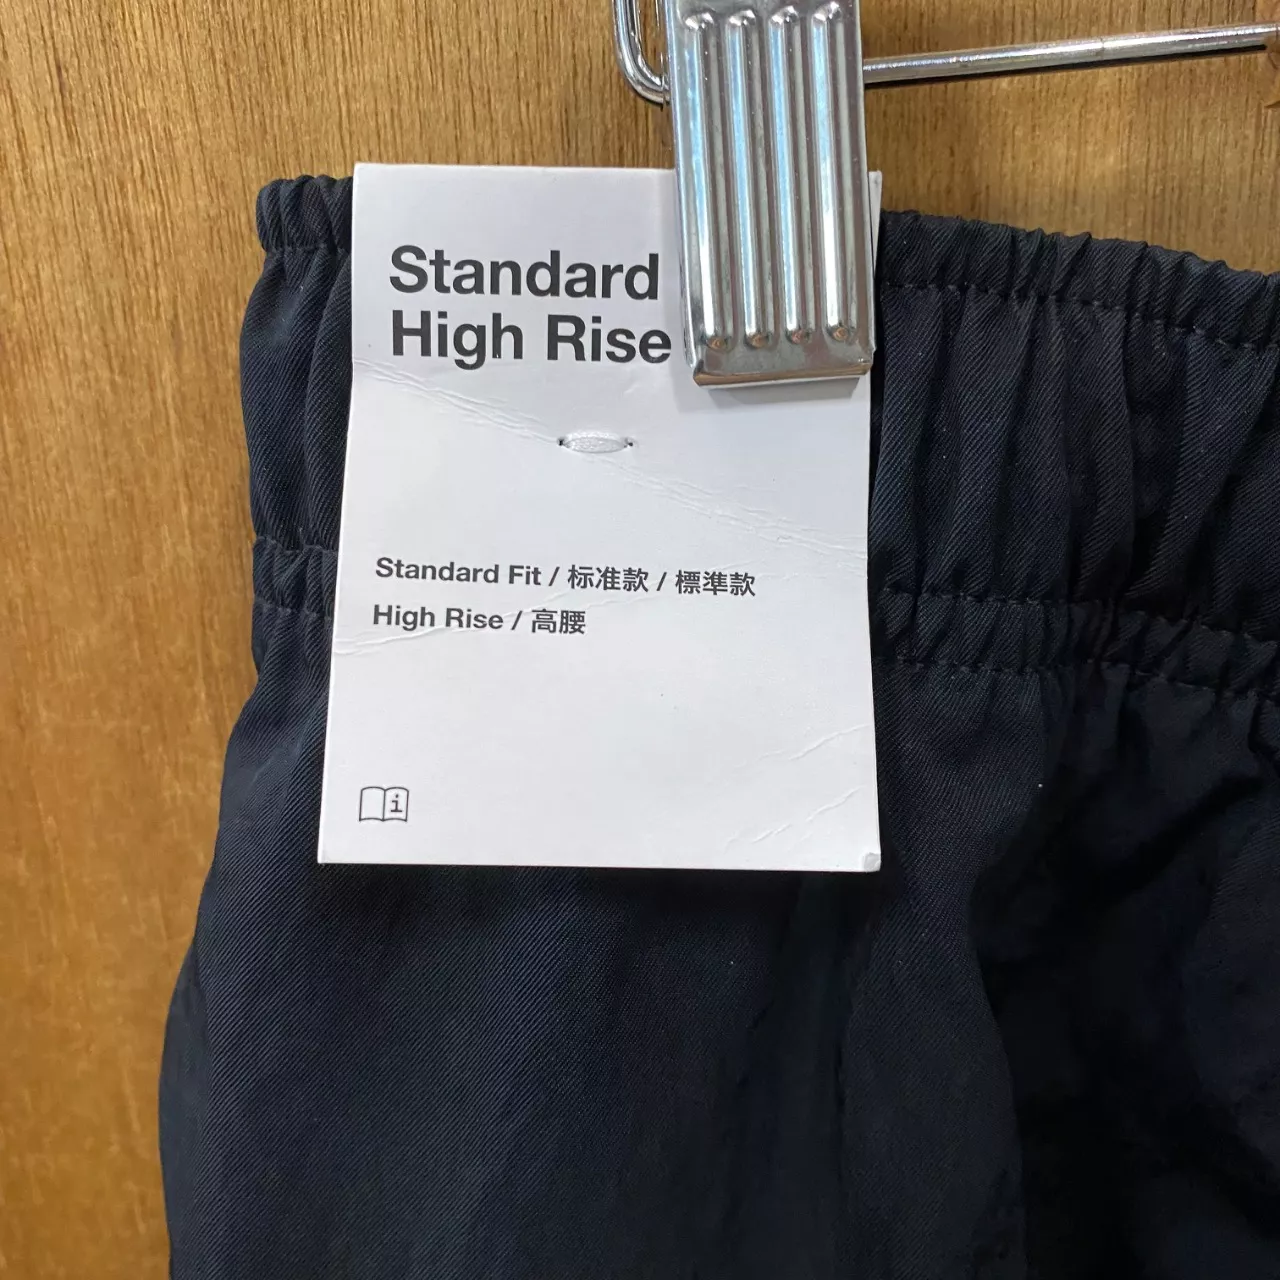 Standard
High Rise
Standard Fit / 标准款 / 標準款
High Rise / 高腰
i